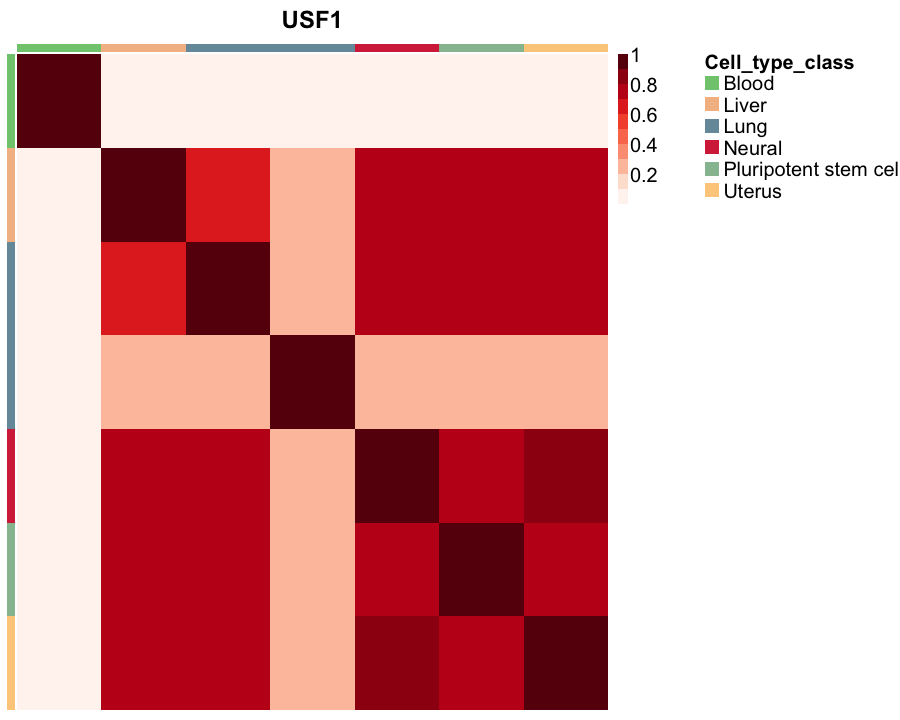 USF1
1
0.8
0.6
0.4
0.2
Cell_type_class
Blood
Liver
Lung
Neural
Pluripotent stem cel
Uterus